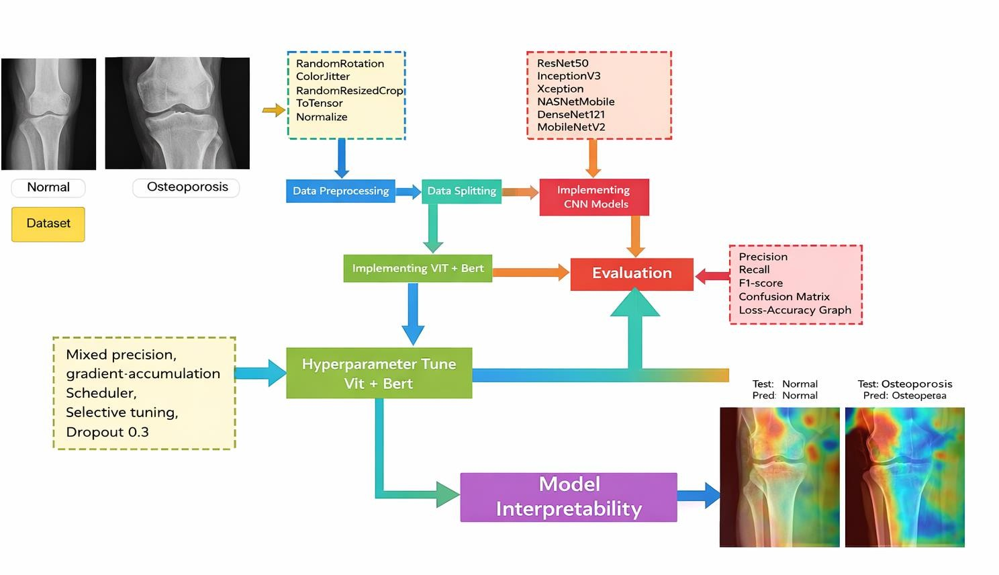 Normal
Osteoporosis
Dataset
RandomRotation
ColorJitter
RandomResizedCrop
ToTensor
Normalize
ResNet50
InceptionV3
Xception
NASNetMobile
DenseNet121
MobileNetV2
Data Preprocessing
Data Splitting
Implementing
CNN Models
Implementing VIT + Bert
Evaluation
Precision
Recall
F1-score
Confusion Matrix
Loss-Accuracy Graph
Mixed precision,
gradient-accumulation
Scheduler,
Selective tuning,
Dropout 0.3
Hyperparameter Tune
Vit + Bert
Model
Interpretability
Test: Normal
Pred: Normal
Test: Osteoporosis
Pred: